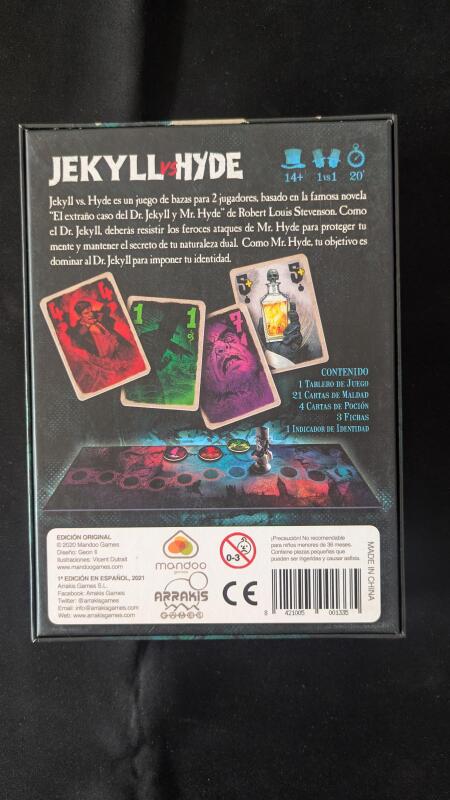 JEKYLL vs HYDE
14+ 1vs1 20'
Jekyll vs. Hyde es un juego de bazas para 2 jugadores, basado en la famosa novela
"El extraño caso del Dr. Jekyll y Mr. Hyde" de Robert Louis Stevenson. Como
el Dr. Jekyll, deberás resistir los feroces ataques de Mr. Hyde para proteger tu
mente y mantener el secreto de tu naturaleza dual. Como Mr. Hyde, tu objetivo es
dominar al Dr. Jekyll para imponer tu identidad.
4 4
1 1
7
3+ 3+
CONTENIDO
1 TABLERO DE JUEGO
21 CARTAS DE MALDAD
4 CARTAS DE POCIÓN
3 FICHAS
1 INDICADOR DE IDENTIDAD
EDICIÓN ORIGINAL
© 2020 Mandoo Games
Diseño: Geon Il
Ilustraciones: Vicent Dutrait
www.mandoogames.com
1ª EDICIÓN EN ESPAÑOL, 2021
Arrakis Games S.L.
Facebook: Arrakis Games
Twitter: @arrakisgames
Email: info@arrakisgames.com
Web: www.arrakisgames.com
mandoo
games
ARRAKIS
GAMES
0-3
CE
¡Precaución! No recomendable
para niños menores de 36 meses.
Contiene piezas pequeñas que
pueden ser ingeridas y causar asfixia.
8 421005 001335
MADE IN CHINA